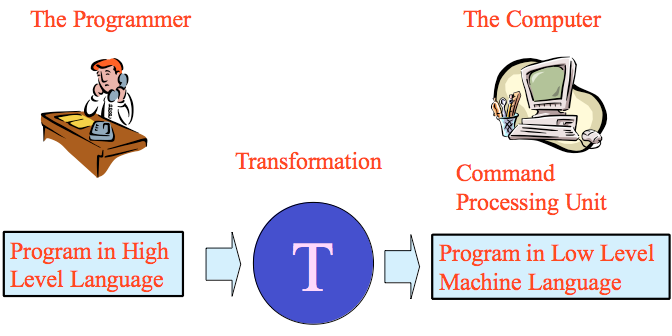 The Programmer
The Computer
Transformation
Command
Processing Unit
Program in High
Level Language
T
Program in Low Level
Machine Language